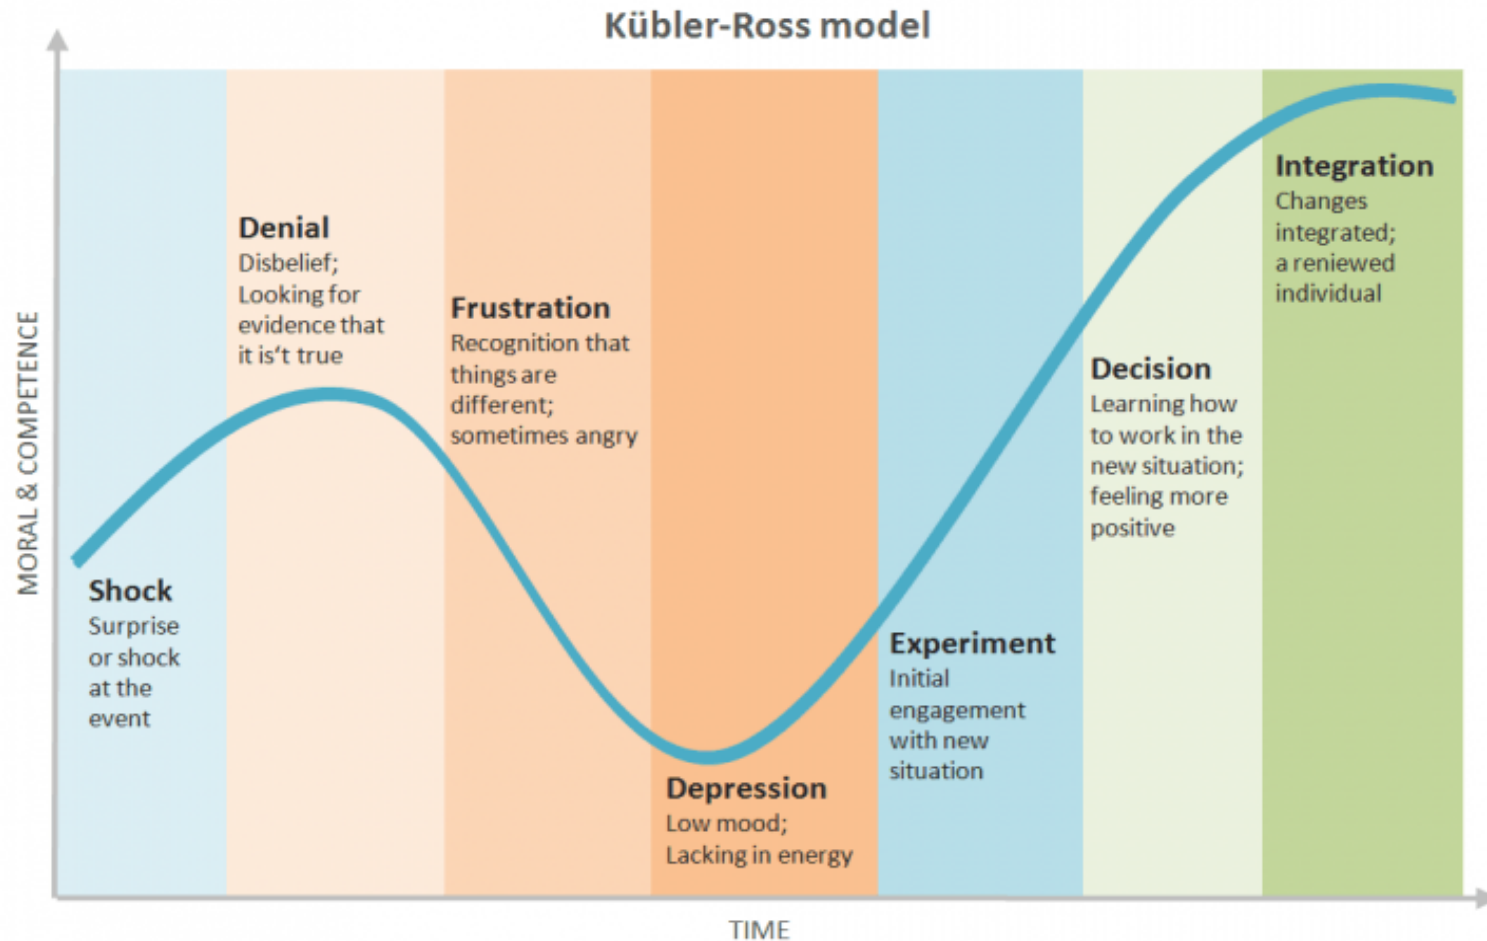 Kübler-Ross model
MORAL & COMPETENCE
Shock
Surprise
or shock
at the
event
Denial
Disbelief;
Looking for
evidence that
it is‘t true
Frustration
Recognition that
things are
different;
sometimes angry
Depression
Low mood;
Lacking in energy
Experiment
Initial
engagement
with new
situation
Decision
Learning how
to work in the
new situation;
feeling more
positive
Integration
Changes
integrated;
a reniewed
individual
TIME